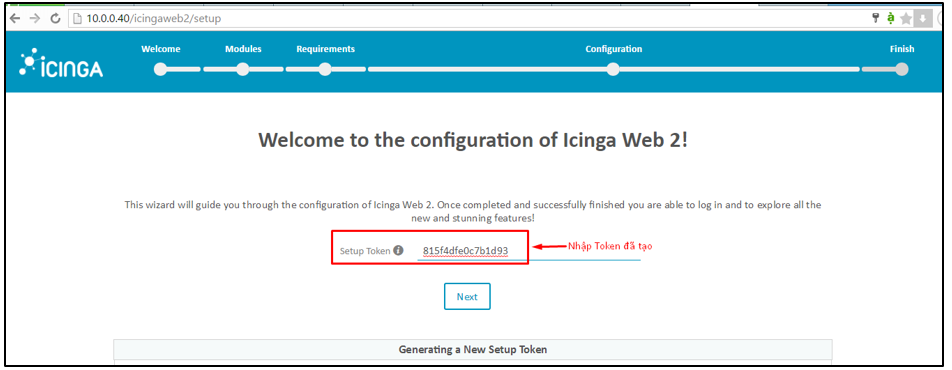 10.0.0.40/icingaweb2/setup
Welcome
Modules
Requirements
Configuration
Finish
ICINGA
Welcome to the configuration of Icinga Web 2!
This wizard will guide you through the configuration of Icinga Web 2. Once completed and successfully finished you are able to log in and to explore all the
new and stunning features!
Setup Token 815f4dfe0c7b1d93 Nhập Token đã tạo
Next
Generating a New Setup Token